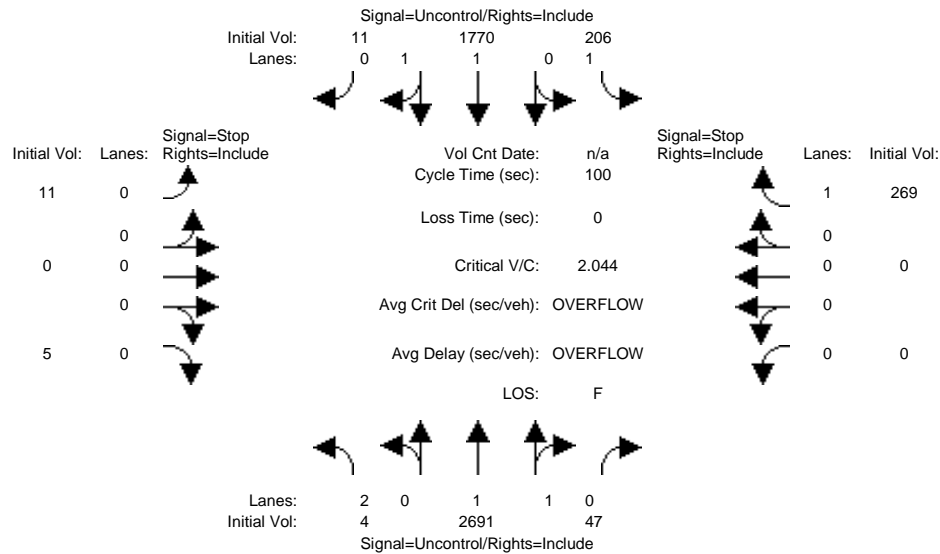 Signal=Uncontrol/Rights=Include
Initial Vol: 11 1770 206
Lanes: 0 1 1 0 1
Signal=Stop Signal=Stop
Initial Vol: Lanes: Rights=Include Vol Cnt Date: n/a Rights=Include Lanes: Initial Vol:
Cycle Time (sec): 100
11 0 1 269
Loss Time (sec): 0
0 0
0 0 Critical V/C: 2.044 0 0
0 Avg Crit Del (sec/veh): OVERFLOW 0
5 0 Avg Delay (sec/veh): OVERFLOW 0 0
LOS: F
Lanes: 2 0 1 1 0
Initial Vol: 4 2691 47
Signal=Uncontrol/Rights=Include